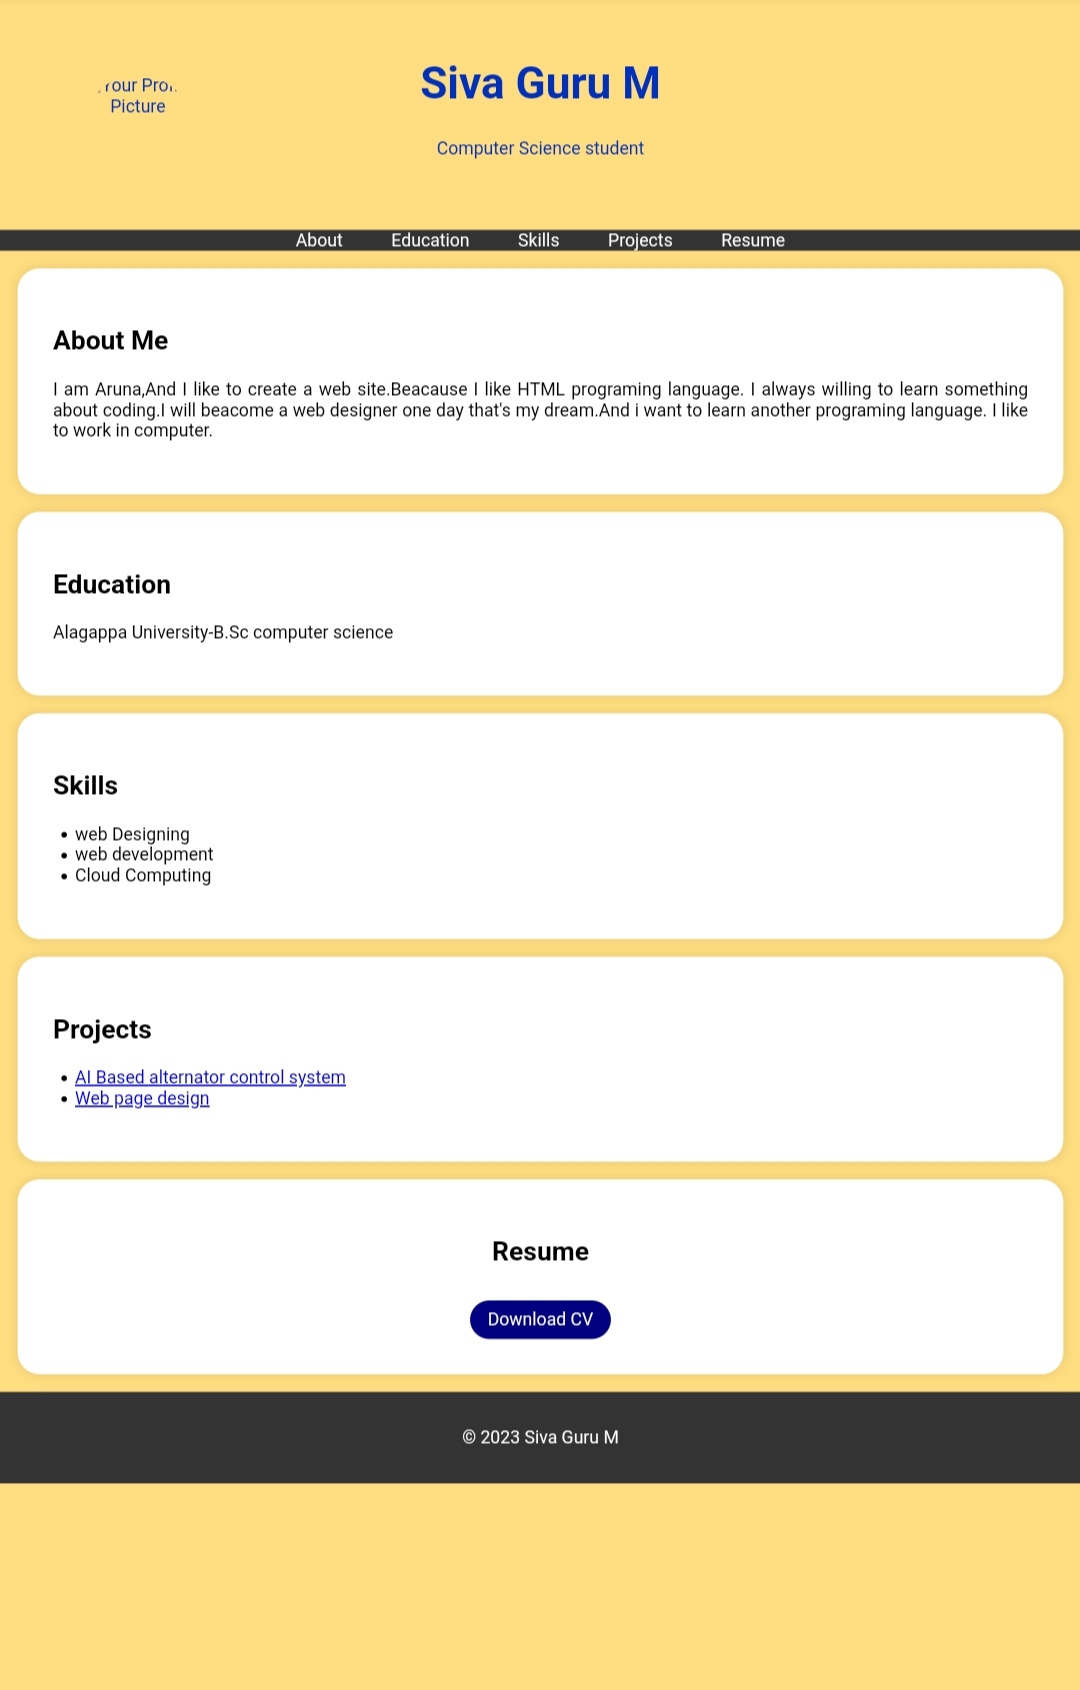 our Pro
Picture
Siva Guru M
Computer Science student
About Education Skills Projects Resume
About Me
I am Aruna,And I like to create a web site.Beacause I like HTML programing language. I always willing to learn something
about coding.I will beacome a web designer one day that's my dream.And i want to learn another programing language. I like
to work in computer.
Education
Alagappa University-B.Sc computer science
Skills
• web Designing
• web development
• Cloud Computing
Projects
• AI Based alternator control system
• Web page design
Resume
Download CV
© 2023 Siva Guru M